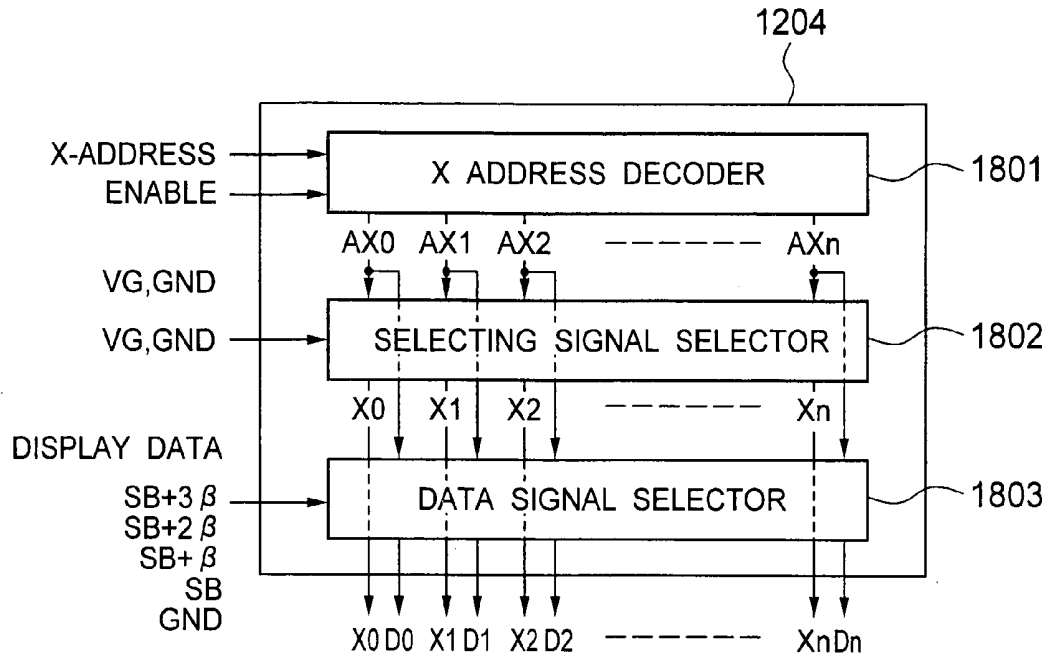 1204
X-ADDRESS
ENABLE
X ADDRESS DECODER
1801
AX0 AX1 AX2 AXn
VG,GND
VG,GND
SELECTING SIGNAL SELECTOR
1802
X0 X1 X2 Xn
DISPLAY DATA
SB+3β
SB+2β
SB+β
SB
GND
DATA SIGNAL SELECTOR
1803
X0 D0 X1 D1 X2 D2 Xn Dn